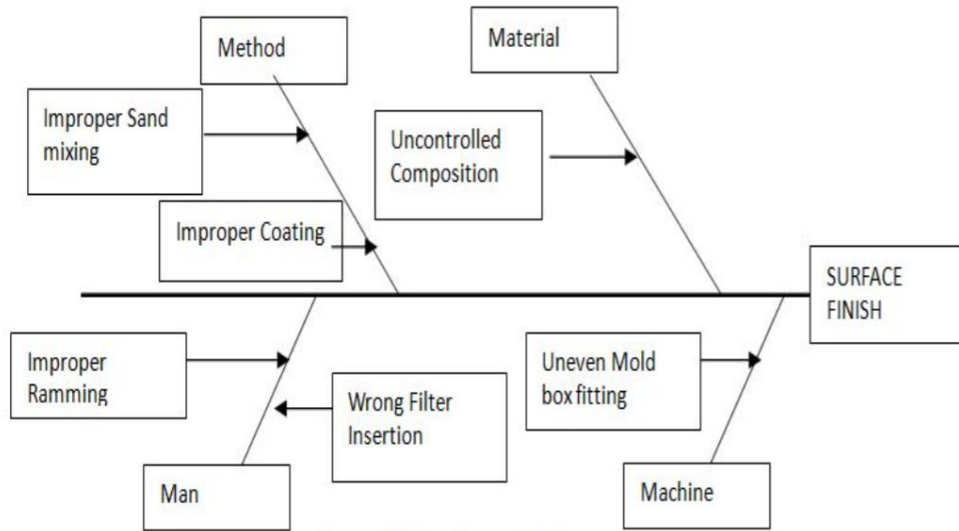 Method
Material
Improper Sand
mixing
Uncontrolled
Composition
Improper Coating
SURFACE
FINISH
Improper
Ramming
Uneven Mold
box fitting
Wrong Filter
Insertion
Man
Machine